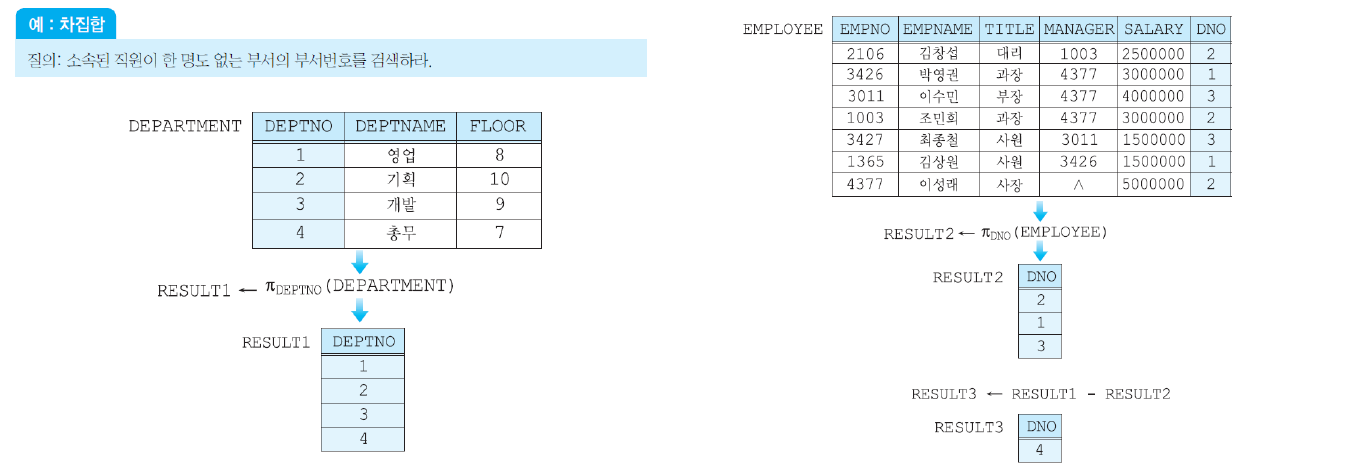 예 : 차집합
질의: 소속된 직원이 한 명도 없는 부서의 부서번호를 검색하라.
DEPARTMENT DEPTNO DEPTNAME FLOOR
1 영업 8
2 기획 10
3 개발 9
4 총무 7
RESULT1 ← πDEPTNO(DEPARTMENT)
RESULT1 DEPTNO
1
2
3
4
EMPLOYEE EMPNO EMPNAME TITLE MANAGER SALARY DNO
2106 김창섭 대리 1003 2500000 2
3426 박영권 과장 4377 3000000 1
3011 이수민 부장 4377 4000000 3
1003 조민희 과장 4377 3000000 2
3427 최종철 사원 3011 1500000 3
1365 김상원 사원 3426 1500000 1
4377 이성래 사장 ∧ 5000000 2
RESULT2 ← πDNO(EMPLOYEE)
RESULT2 DNO
2
1
3
RESULT3 ← RESULT1 - RESULT2
RESULT3 DNO
4